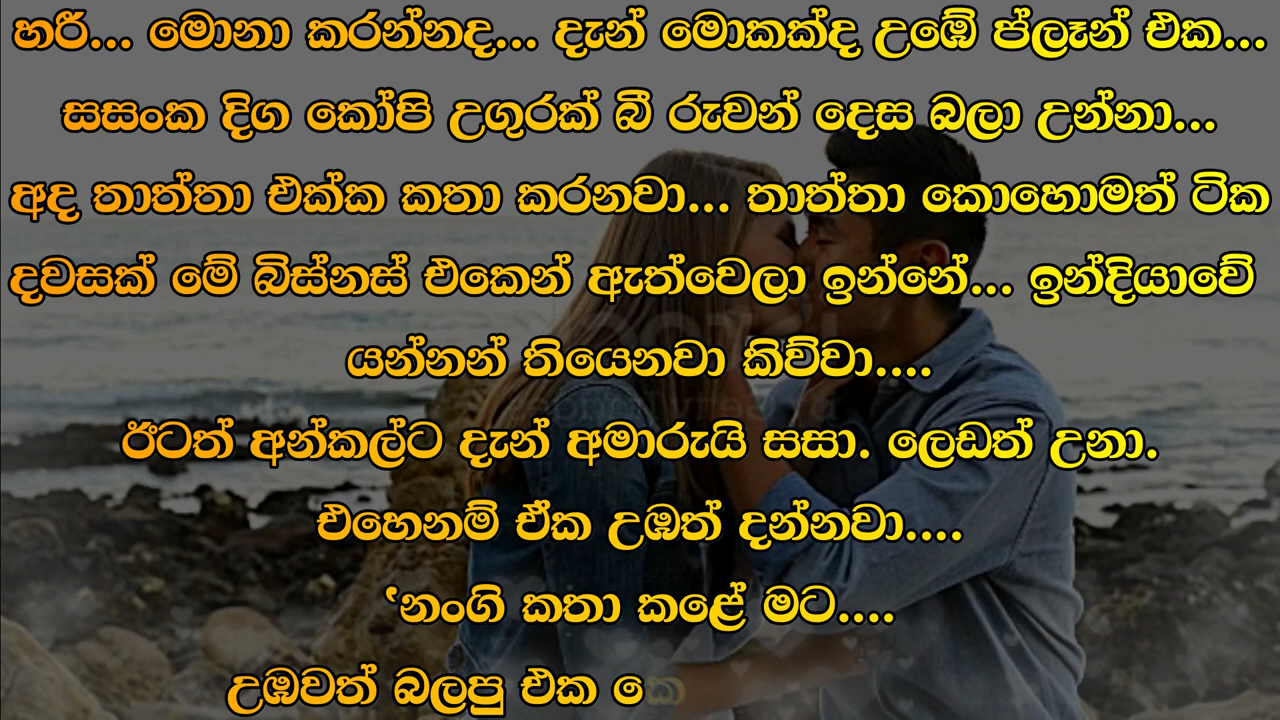 හරි... මොනා කරන්නද... දැන් මොකක්ද උඹේ ප්ලෑන් එක...
සසංක දිග කෝපි උගුරක් බී රුවන් දෙස බලා උන්නා...
අද තාත්තා එක්ක කතා කරනවා... තාත්තා කොහොමත් ටික
දවසක් මේ බිස්නස් එකෙන් ඇත්වෙලා ඉන්නේ... ඉන්දියාවේ
යන්නන් තියෙනවා කිව්වා....
ඊටත් අන්කල්ට දැන් අමාරුයි සසා. ලෙඩත් උනා.
එහෙනම් ඒක උඹත් දන්නවා....
‘නංගි කතා කළේ මට....
උඹවත් බලපු එක